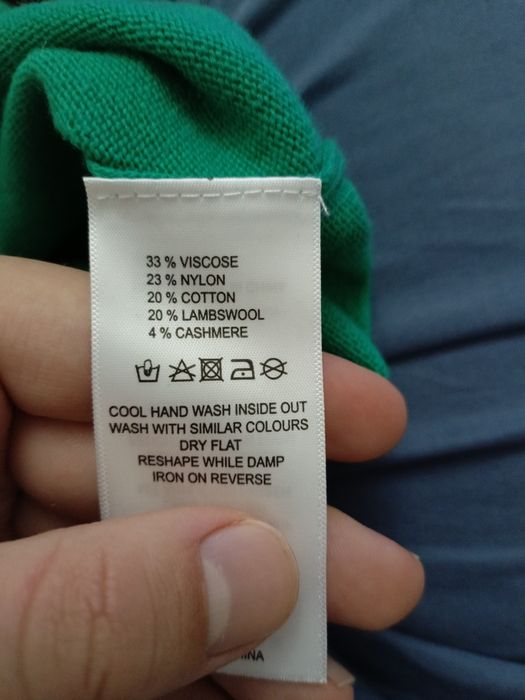 33 % VISCOSE
23 % NYLON
20 % COTTON
20 % LAMBSWOOL
4 % CASHMERE
COOL HAND WASH INSIDE OUT
WASH WITH SIMILAR COLOURS
DRY FLAT
RESHAPE WHILE DAMP
IRON ON REVERSE